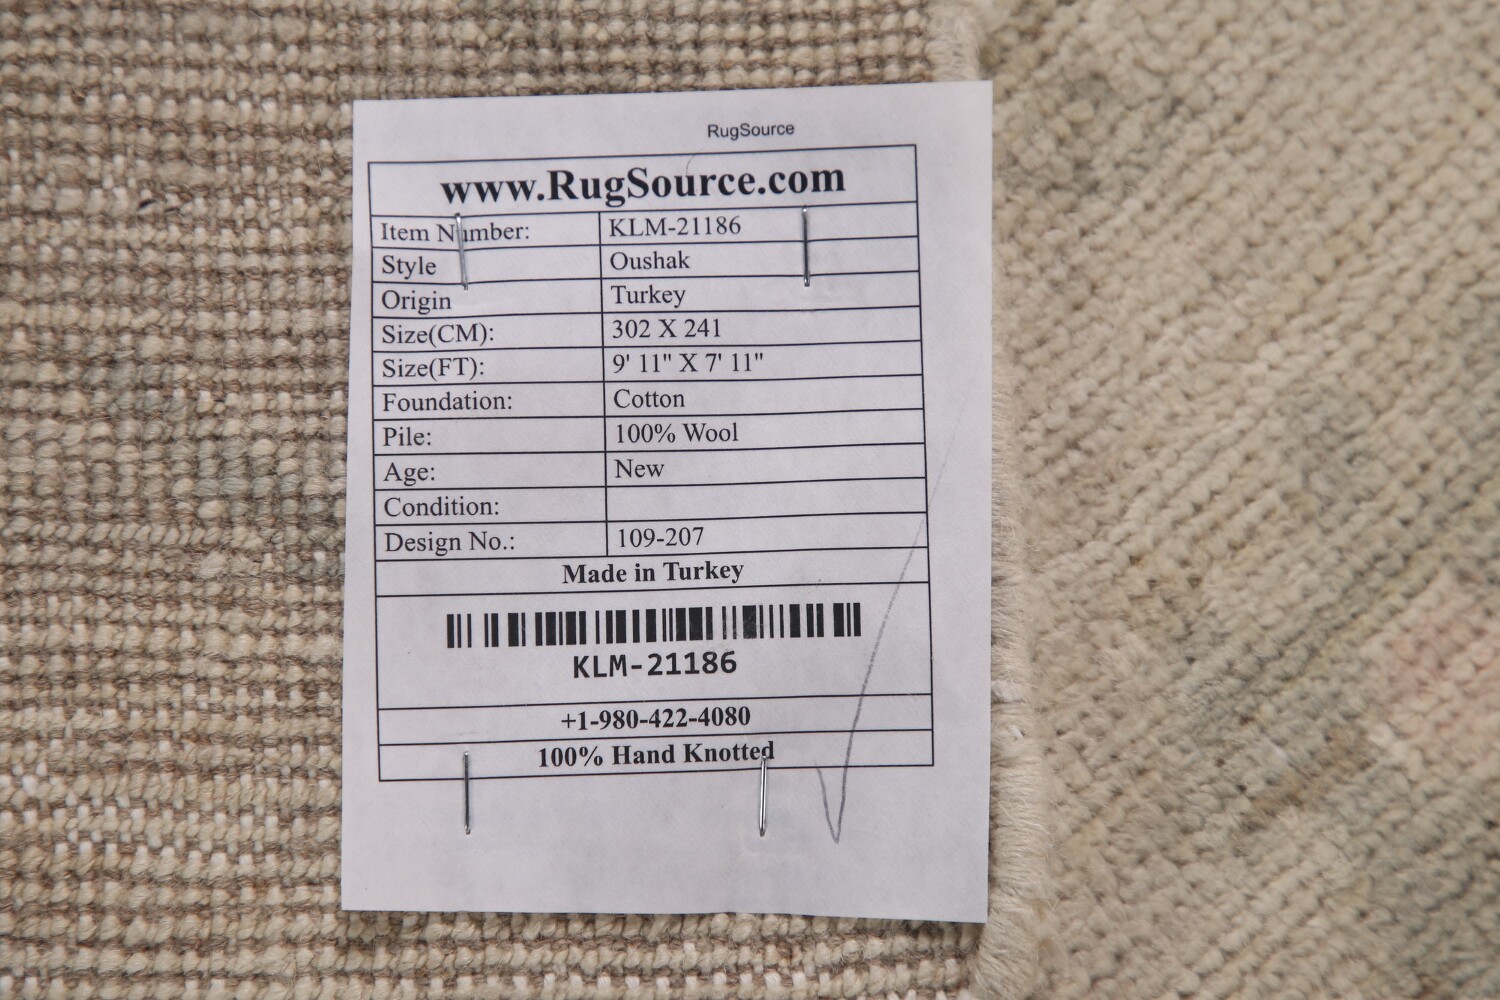 RugSource
www.RugSource.com
Item Number: KLM-21186
Style Oushak
Origin Turkey
Size(CM): 302 X 241
Size(FT): 9' 11" X 7' 11"
Foundation: Cotton
Pile: 100% Wool
Age: New
Condition:
Design No.: 109-207
Made in Turkey
KLM-21186
+1-980-422-4080
100% Hand Knotted